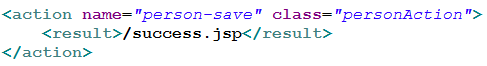 <action name="person-save" class="personAction">
<result>/success.jsp</result>
</action>